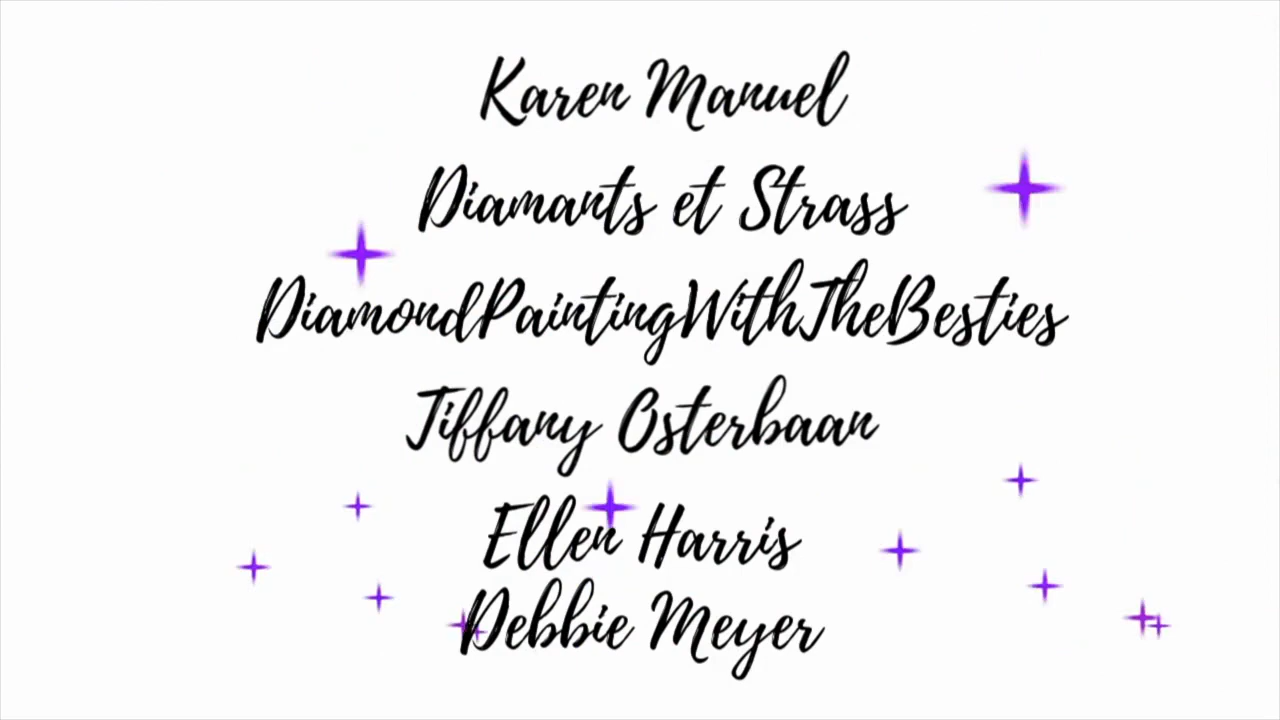 Karen Manuel
Diamants et Strass
DiamondPaintingWithTheBesties
Tiffany Osterbaan
Ellen Harris
Debbie Meyer